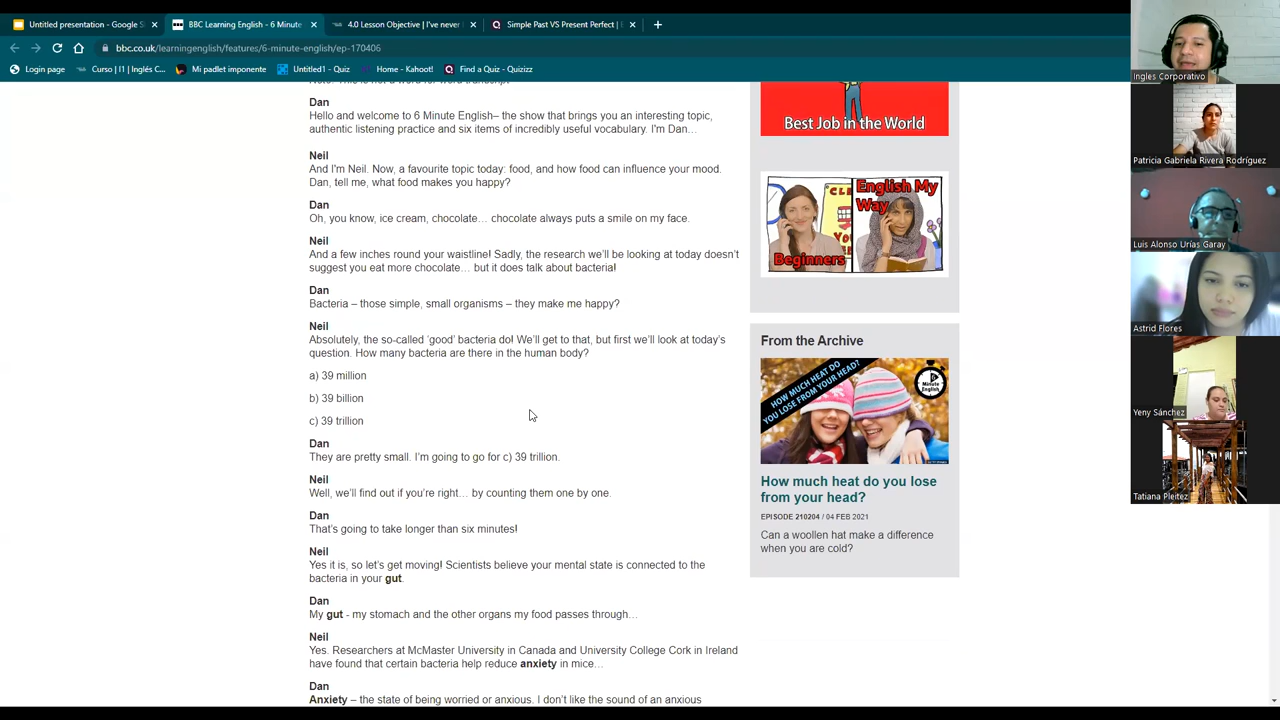 Untitled presentation - Google Sl
BBC Learning English - 6 Minute
4.0 Lesson Objective | I've never
Simple Past VS Present Perfect |
bbc.co.uk/learningenglish/features/6-minute-english/ep-170406
Login page
Curso | I1 | Inglés C...
Mi padlet imponente
Untitled1 - Quiz
Home - Kahoot!
Find a Quiz - Quizizz
Dan
Hello and welcome to 6 Minute English– the show that brings you an interesting topic,
authentic listening practice and six items of incredibly useful vocabulary. I'm Dan…
Neil
And I'm Neil. Now, a favourite topic today: food, and how food can influence your mood.
Dan, tell me, what food makes you happy?
Dan
Oh, you know, ice cream, chocolate… chocolate always puts a smile on my face.
Neil
And a few inches round your waistline! Sadly, the research we'll be looking at today doesn't
suggest you eat more chocolate… but it does talk about bacteria!
Dan
Bacteria – those simple, small organisms – they make me happy?
Neil
Absolutely, the so-called 'good' bacteria do! We'll get to that, but first we'll look at today's
question. How many bacteria are there in the human body?
a) 39 million
b) 39 billion
c) 39 trillion
Dan
They are pretty small. I'm going to go for c) 39 trillion.
Neil
Well, we'll find out if you're right… by counting them one by one.
Dan
That's going to take longer than six minutes!
Neil
Yes it is, so let's get moving! Scientists believe your mental state is connected to the
bacteria in your gut.
Dan
My gut - my stomach and the other organs my food passes through…
Neil
Yes. Researchers at McMaster University in Canada and University College Cork in Ireland
have found that certain bacteria help reduce anxiety in mice…
Dan
Anxiety – the state of being worried or anxious. I don't like the sound of an anxious
Best Job in the World
English My
Way
Beginners
From the Archive
HOW MUCH HEAT DO
YOU LOSE FROM YOUR HEAD?
Minute
English
How much heat do you lose
from your head?
EPISODE 210204 / 04 FEB 2021
Can a woollen hat make a difference
when you are cold?
Ingles Corporativo
Patricia Gabriela Rivera Rodríguez
Luis Alonso Urías Garay
Astrid Flores
Yeny Sánchez
Tatiana Pleitez